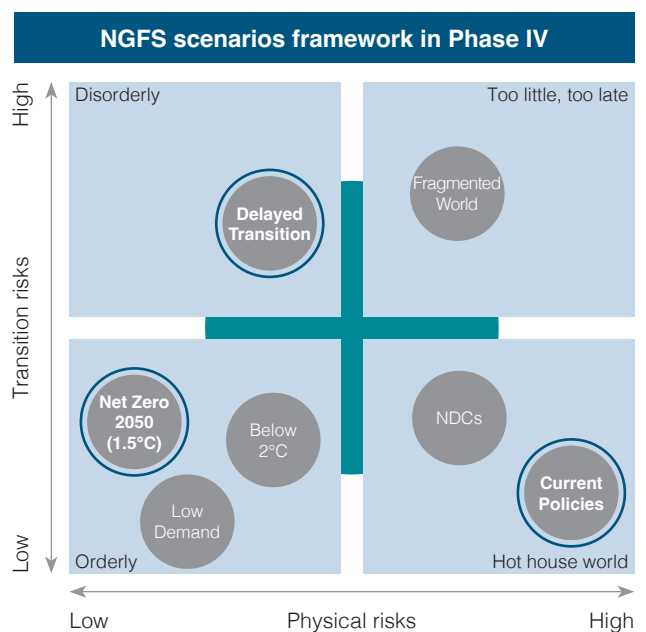 NGFS scenarios framework in Phase IV
High
Transition risks
Low
Disorderly
Delayed
Transition
Too little, too late
Fragmented
World
Net Zero
2050
(1.5°C)
Below
2°C
Low
Demand
Orderly
NDCs
Current
Policies
Hot house world
Low
Physical risks
High